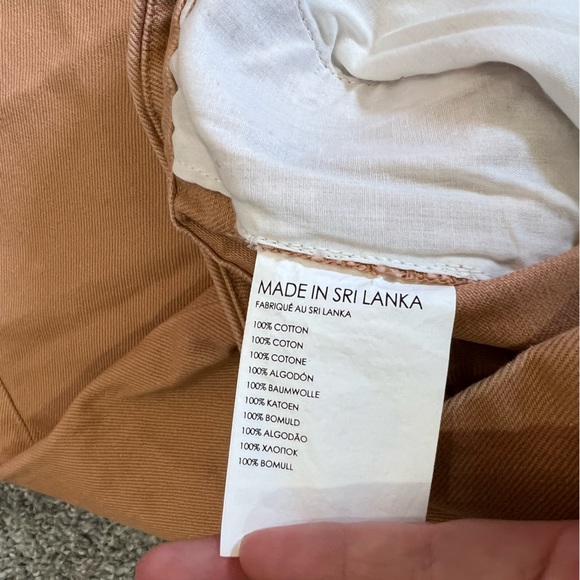 MADE IN SRI LANKA
FABRIQUÉ AU SRI LANKA
100% COTTON
100% COTON
100% COTONE
100% ALGODÓN
100% BAUMWOLLE
100% KATOEN
100% BOMULD
100% ALGODÃO
100% ХЛОПОК
100% BOMULL